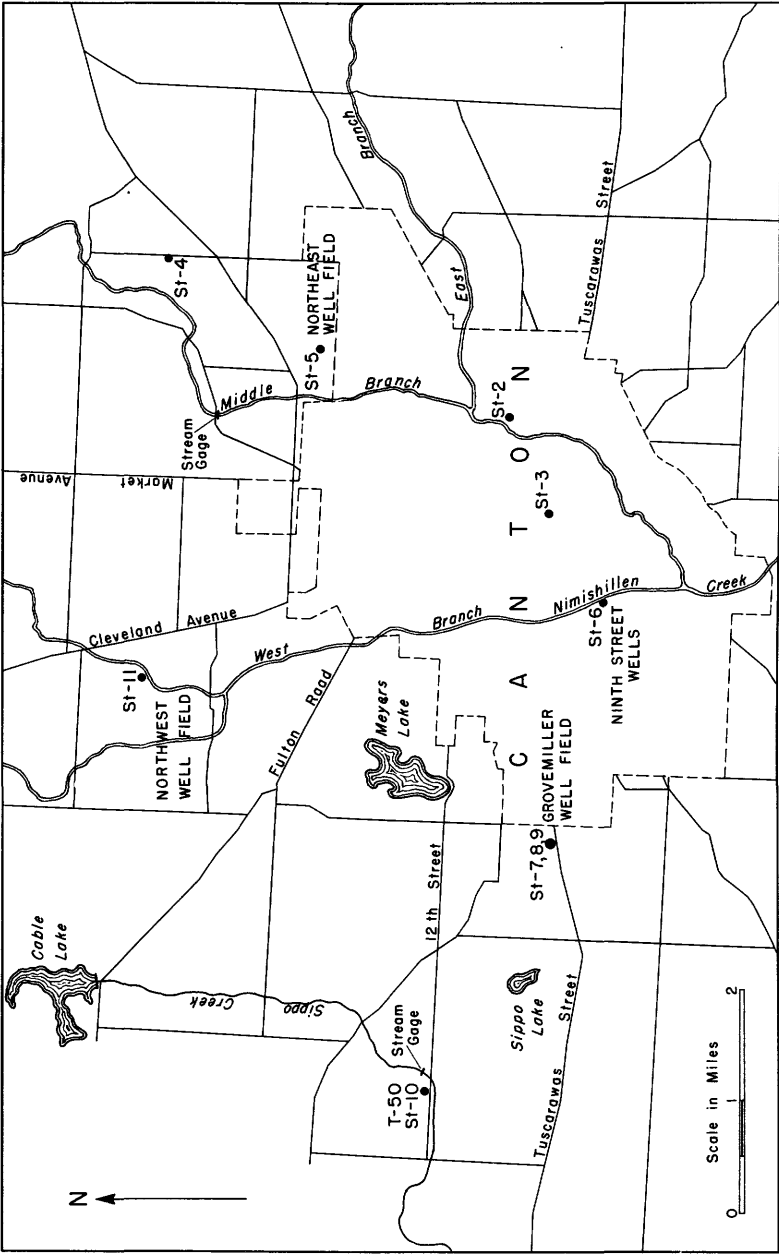 N
Cable
Lake
Sippo
Creek
T-50
St-10
Stream
Gage
12th Street
Sippo
Lake
Tuscarawas
Street
Scale in Miles
0
1
2
NORTHWEST
WELL FIELD
St-11
Cleveland
Avenue
West
Branch
Fulton
Road
Meyers
Lake
St-7,8,9
GROVEMILLER
WELL FIELD
CANTON
Nimishillen
Creek
St-6
NINTH STREET
WELLS
St-3
St-2
Market
Avenue
Stream
Gage
Middle
Branch
St-4
St-5
NORTHEAST
WELL FIELD
East
Branch
Tuscarawas
Street